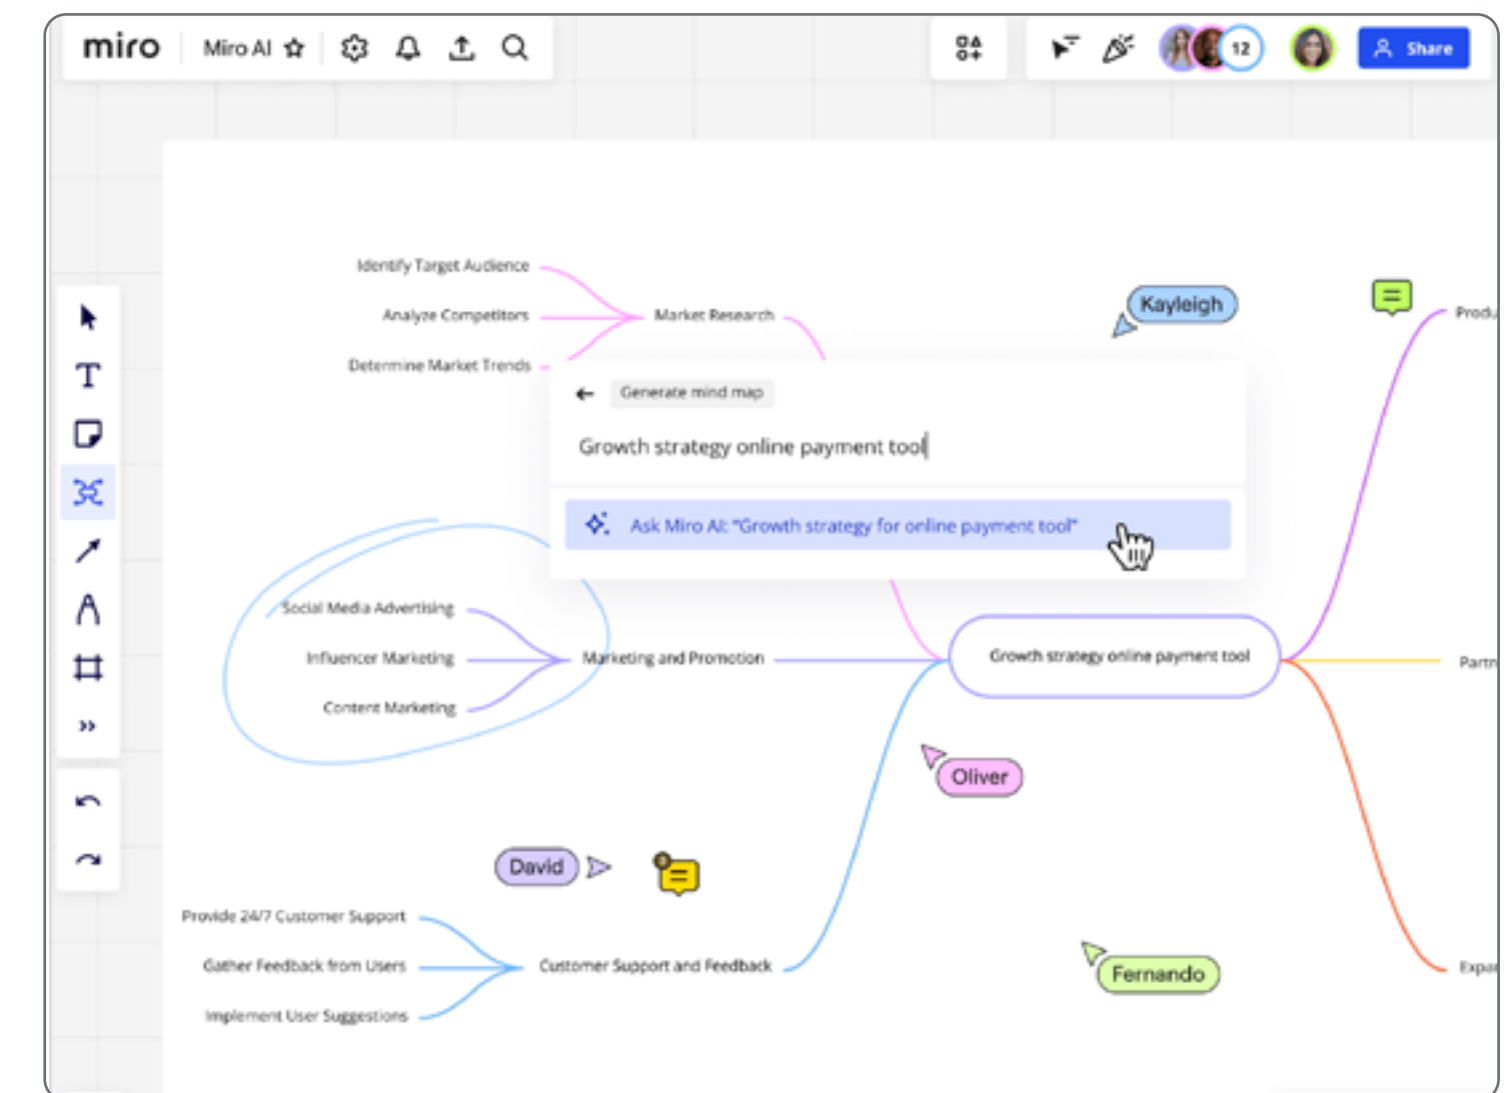 miro
Miro AI
12
Share
Identify Target Audience
Analyze Competitors
Market Research
Determine Market Trends
Kayleigh
Produ
Generate mind map
Growth strategy online payment tool
Ask Miro AI: “Growth strategy for online payment tool”
Social Media Advertising
Influencer Marketing
Content Marketing
Marketing and Promotion
Growth strategy online payment tool
Partn
Oliver
David
Provide 24/7 Customer Support
Gather Feedback from Users
Implement User Suggestions
Customer Support and Feedback
Fernando
Expan